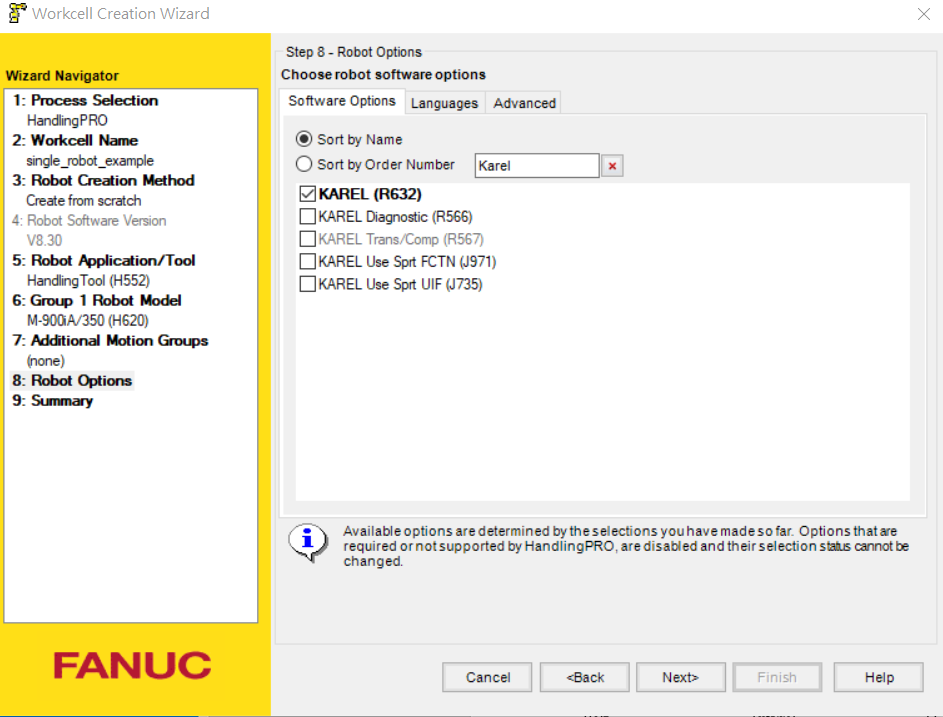 Workcell Creation Wizard
Wizard Navigator
1: Process Selection
HandlingPRO
2: Workcell Name
single_robot_example
3: Robot Creation Method
Create from scratch
4: Robot Software Version
V8.30
5: Robot Application/Tool
HandlingTool (H552)
6: Group 1 Robot Model
M-900iA/350 (H620)
7: Additional Motion Groups
(none)
8: Robot Options
9: Summary
FANUC
Step 8 - Robot Options
Choose robot software options
Software Options Languages Advanced
Sort by Name
Sort by Order Number Karel
KAREL (R632)
KAREL Diagnostic (R566)
KAREL Trans/Comp (R567)
KAREL Use Sprt FCTN (J971)
KAREL Use Sprt UIF (J735)
Available options are determined by the selections you have made so far. Options that are
required or not supported by HandlingPRO, are disabled and their selection status cannot be
changed.
Cancel <Back Next> Finish Help